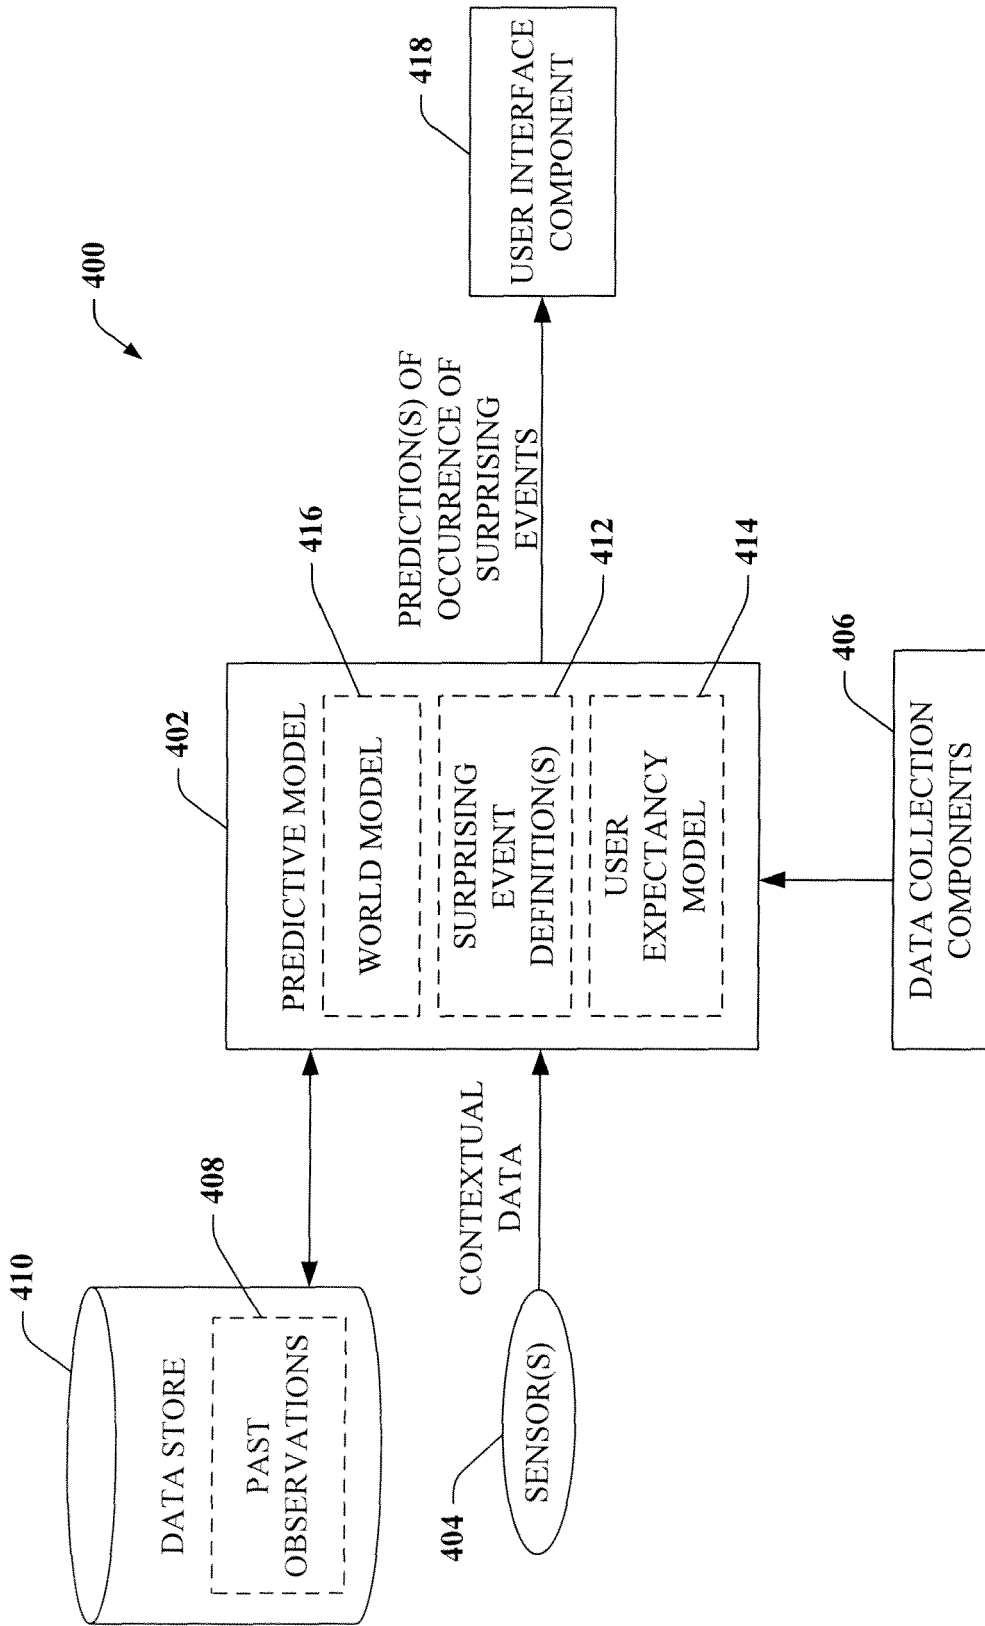 400
410
DATA STORE
408
PAST
OBSERVATIONS
404
SENSOR(S)
CONTEXTUAL
DATA
402
PREDICTIVE MODEL
416
WORLD MODEL
412
SURPRISING
EVENT
DEFINITION(S)
414
USER
EXPECTANCY
MODEL
406
DATA COLLECTION
COMPONENTS
PREDICTION(S) OF
OCCURRENCE OF
SURPRISING
EVENTS
418
USER INTERFACE
COMPONENT